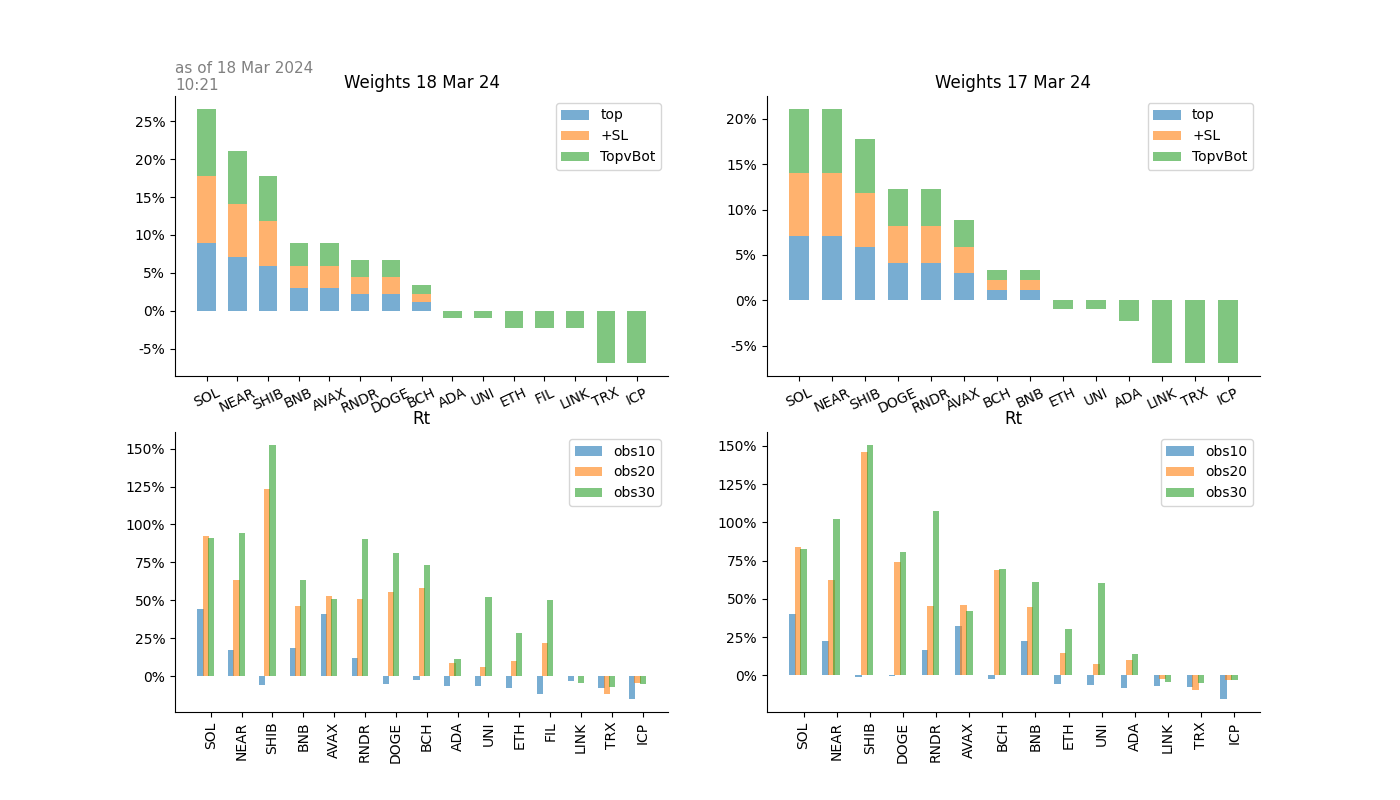 as of 18 Mar 2024
10:21
Weights 18 Mar 24
25%
20%
15%
10%
5%
0%
-5%
top
+SL
TopvBot
SOL NEAR SHIB BNB AVAX RNDR DOGE BCH ADA UNI ETH FIL LINK TRX ICP
Weights 17 Mar 24
20%
15%
10%
5%
0%
-5%
top
+SL
TopvBot
SOL NEAR SHIB DOGE RNDR AVAX BCH BNB ETH UNI ADA LINK TRX ICP
Rt
150%
125%
100%
75%
50%
25%
0%
obs10
obs20
obs30
SOL NEAR SHIB BNB AVAX RNDR DOGE BCH ADA UNI ETH FIL LINK TRX ICP
Rt
150%
125%
100%
75%
50%
25%
0%
obs10
obs20
obs30
SOL NEAR SHIB DOGE RNDR AVAX BCH BNB ETH UNI ADA LINK TRX ICP